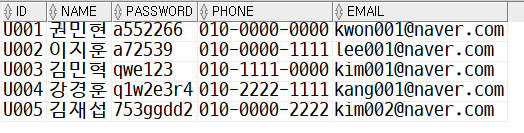 ID NAME PASSWORD PHONE EMAIL
U001 권민현 a552266 010-0000-0000 kwon001@naver.com
U002 이지훈 a72539 010-0000-1111 lee001@naver.com
U003 김민혁 qwe123 010-1111-0000 kim001@naver.com
U004 강경훈 q1w2e3r4 010-2222-1111 kang001@naver.com
U005 김재섭 753ggdd2 010-0000-2222 kim002@naver.com